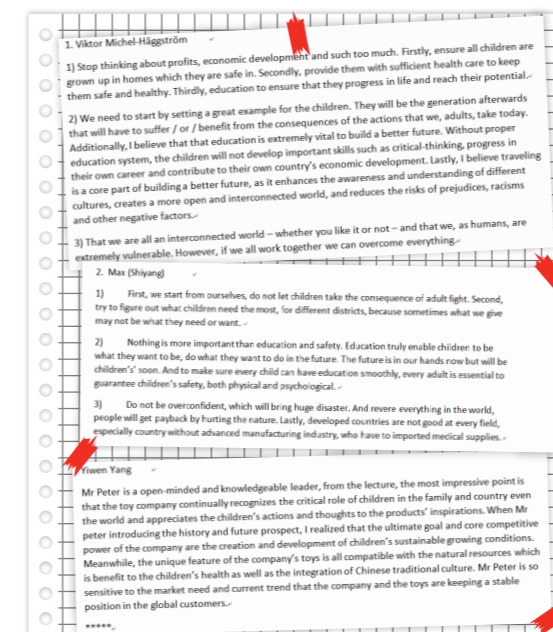 1. Viktor Michel-Häggström
1) Stop thinking about profits, economic development and such too much. Firstly, ensure all children are
grown up in homes which they are safe in. Secondly, provide them with sufficient health care to keep
them safe and healthy. Thirdly, education to ensure that they progress in life and reach their potential.
2) We need to start by setting a great example for the children. They will be the generation afterwards
that will have to suffer / or / benefit from the consequences of the actions that we, adults, take today.
Additionally, I believe that that education is extremely vital to build a better future. Without proper
education system, the children will not develop important skills such as critical-thinking, progress in
their own career and contribute to their own country's economic development. Lastly, I believe traveling
is a core part of building a better future, as it enhances the awareness and understanding of different
cultures, creates a more open and interconnected world, and reduces the risks of prejudices, racisms
and other negative factors.
3) That we are all an interconnected world – whether you like it or not – and that we, as humans, are
extremely vulnerable. However, if we all work together we can overcome everything.
2. Max (Shiyang)
1) First, we start from ourselves, do not let children take the consequence of adult fight. Second,
try to figure out what children need the most, for different districts, because sometimes what we give
may not be what they need or want.
2) Nothing is more important than education and safety. Education truly enable children to be
what they want to be, do what they want to do in the future. The future is in our hands now but will be
children's' soon. And to make sure every child can have education smoothly, every adult is essential to
guarantee children's safety, both physical and psychological.
3) Do not be overconfident, which will bring huge disaster. And revere everything in the world,
people will get payback by hurting the nature. Lastly, developed countries are not good at every field,
especially country without advanced manufacturing industry, who have to imported medical supplies.
Yiwen Yang
Mr Peter is a open-minded and knowledgeable leader, from the lecture, the most impressive point is
that the toy company continually recognizes the critical role of children in the family and country even
the world and appreciates the children's actions and thoughts to the products' inspirations. When Mr
peter introducing the history and future prospect, I realized that the ultimate goal and core competitive
power of the company are the creation and development of children's sustainable growing conditions.
Meanwhile, the unique feature of the company's toys is all compatible with the natural resources which
is benefit to the children's health as well as the integration of Chinese traditional culture. Mr Peter is so
sensitive to the market need and current trend that the company and the toys are keeping a stable
position in the global customers.
*****